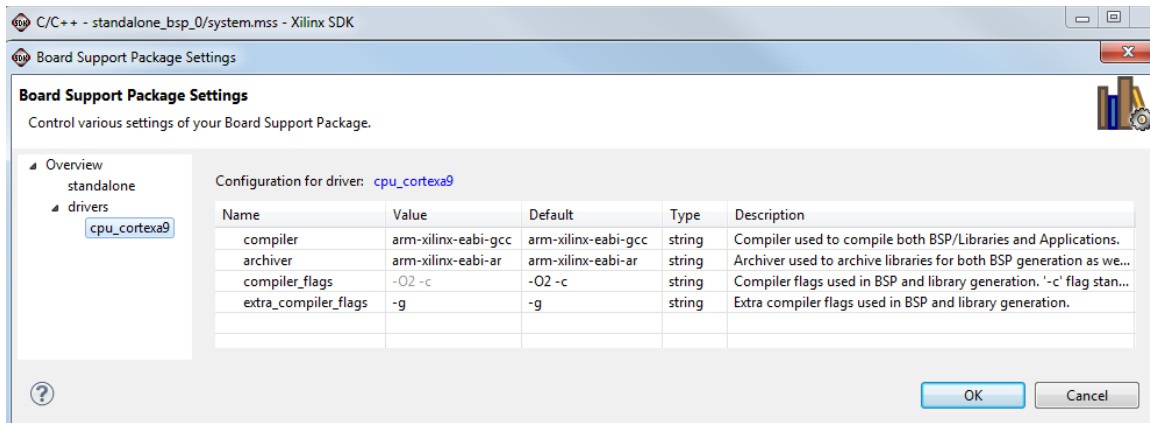 C/C++ - standalone_bsp_0/system.mss - Xilinx SDK
Board Support Package Settings
Board Support Package Settings
Control various settings of your Board Support Package.
Overview
standalone
drivers
cpu_cortexa9
Configuration for driver: cpu_cortexa9
Name Value Default Type Description
compiler arm-xilinx-eabi-gcc arm-xilinx-eabi-gcc string Compiler used to compile both BSP/Libraries and Applications.
archiver arm-xilinx-eabi-ar arm-xilinx-eabi-ar string Archiver used to archive libraries for both BSP generation as we...
compiler_flags -O2 -c -O2 -c string Compiler flags used in BSP and library generation. '-c' flag stan...
extra_compiler_flags -g -g string Extra compiler flags used in BSP and library generation.
OK Cancel